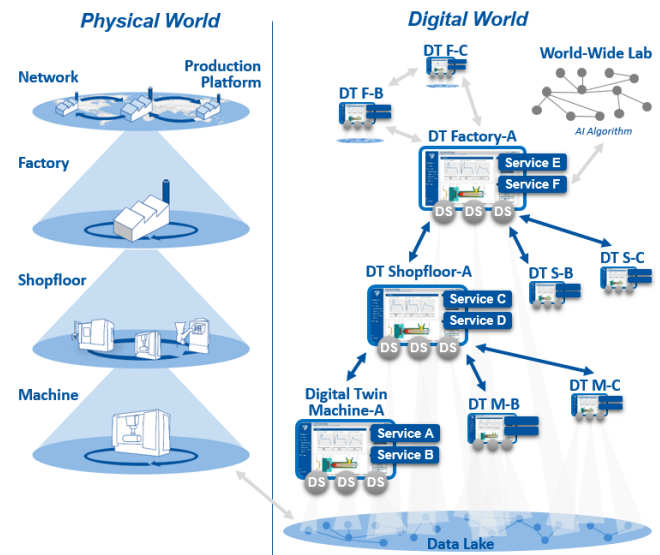 Physical World
Digital World
Network
Production
Platform
Factory
Shopfloor
Machine
DT F-C
DT F-B
World-Wide Lab
AI Algorithm
DT Factory-A
Service E
Service F
DS DS DS
DT S-C
DT S-B
DT Shopfloor-A
Service C
Service D
DS DS DS
DT M-C
DT M-B
Digital Twin
Machine-A
Service A
Service B
DS DS DS
Data Lake